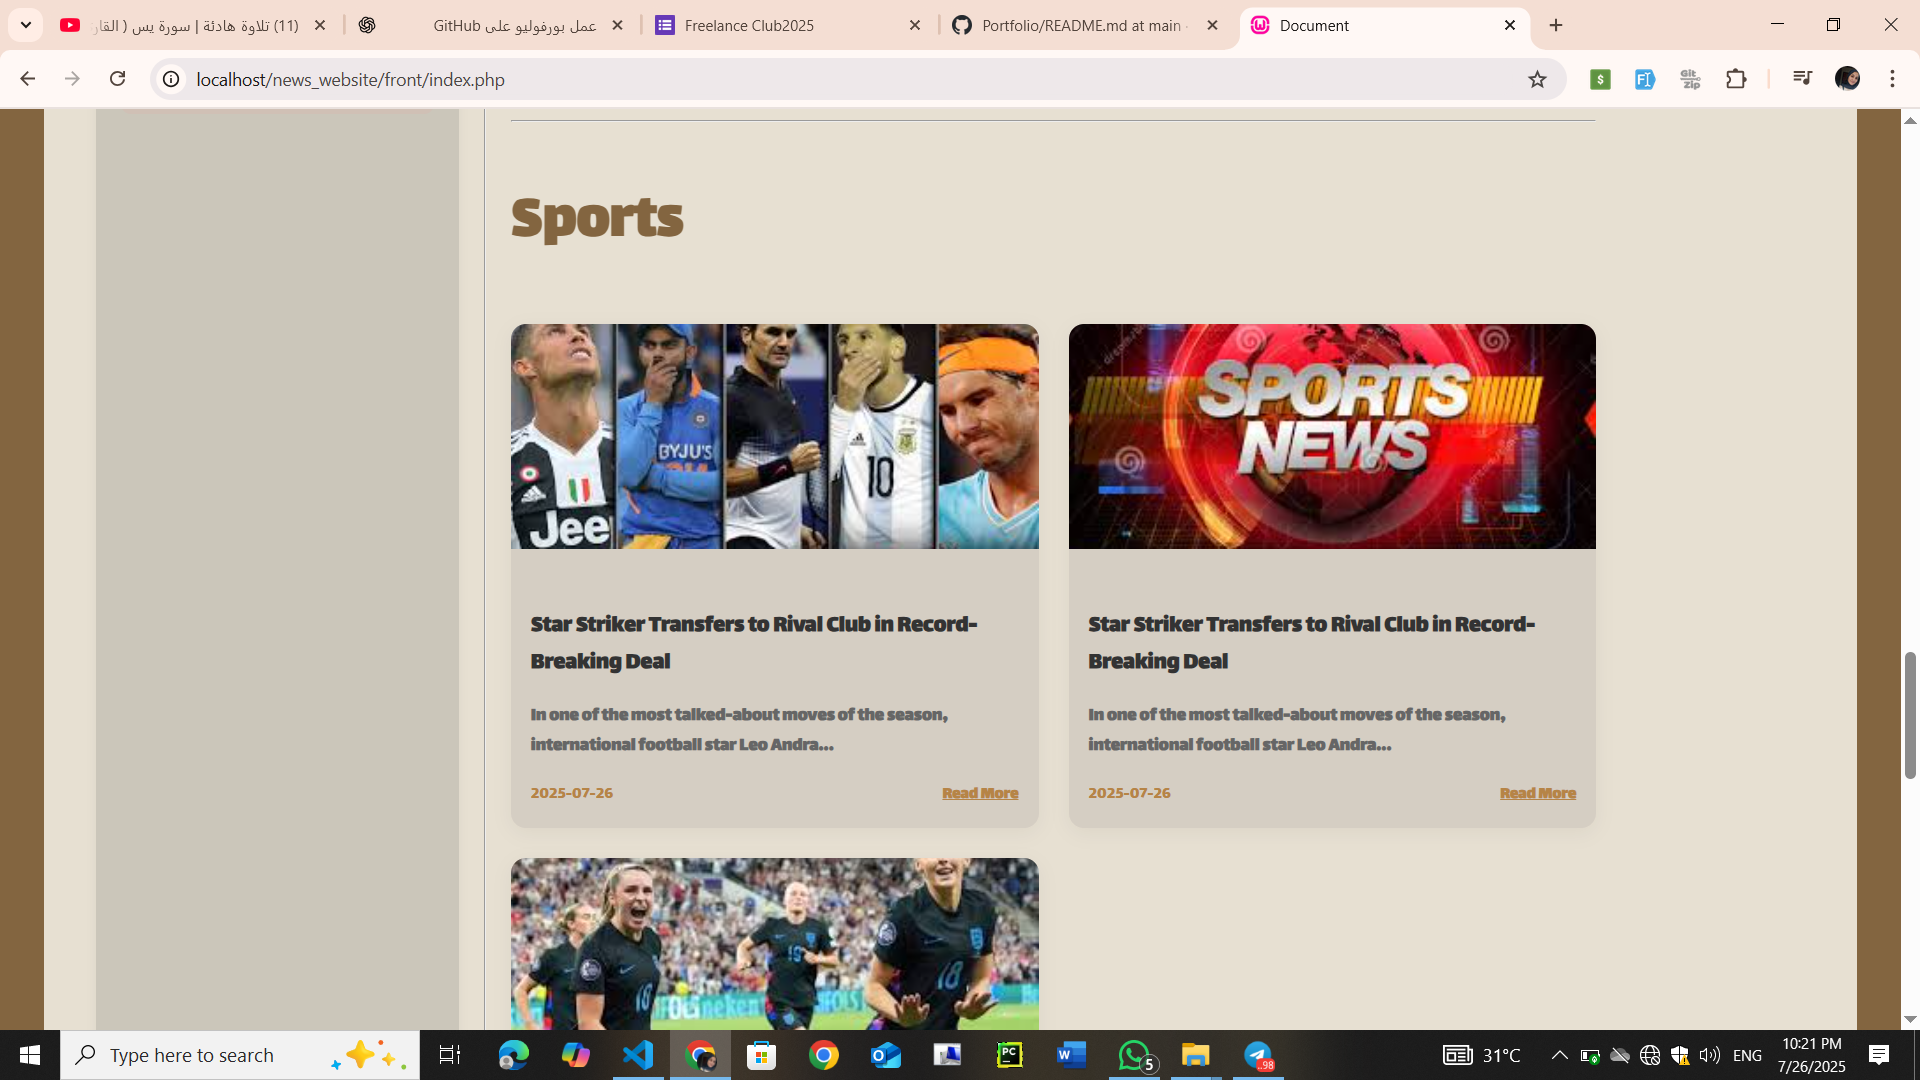 (11) تلاوة هادئة | سورة يس ( القار
عمل بورفوليو على GitHub
Freelance Club2025
Portfolio/README.md at main
Document
localhost/news_website/front/index.php
Sports
BYJU'S
10
Jee
SPORTS
NEWS
Star Striker Transfers to Rival Club in Record-
Breaking Deal
In one of the most talked-about moves of the season,
international football star Leo Andra...
2025-07-26
Read More
Star Striker Transfers to Rival Club in Record-
Breaking Deal
In one of the most talked-about moves of the season,
international football star Leo Andra...
2025-07-26
Read More
18
18
Type here to search
5
.98
31°C
ENG
10:21 PM
7/26/2025